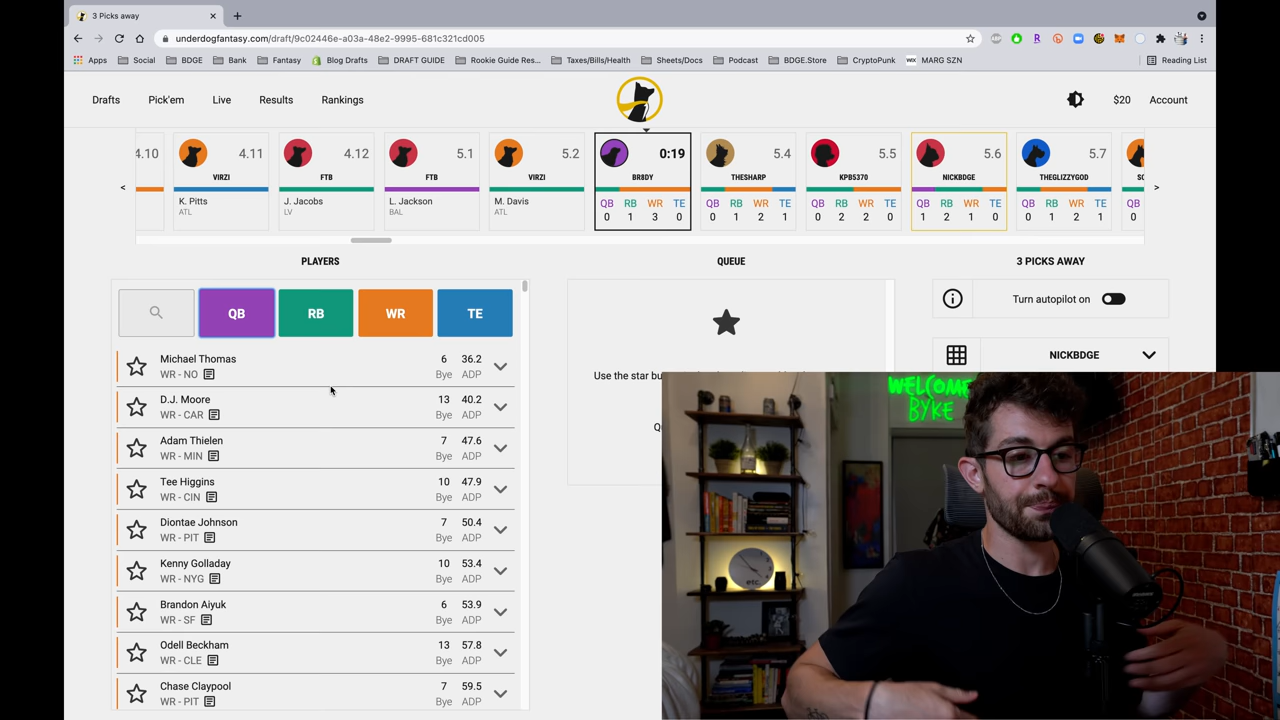 3 Picks away
underdogfantasy.com/draft/9c02446e-a03a-48e2-9995-681c321cd005
Apps Social BDGE Bank Fantasy Blog Drafts DRAFT GUIDE Rookie Guide Res... Taxes/Bills/Health Sheets/Docs Podcast BDGE.Store CryptoPunk WIX MARG SZN Reading List
Drafts Pick'em Live Results Rankings $20 Account
4.10 4.11 4.12 5.1 5.2 0:19 5.4 5.5 5.6 5.7
VIRZI FTB FTB VIRZI BR8DY THESHARP KPBS370 NICKBDGE THEGLIZZYGOD
K. Pitts J. Jacobs L. Jackson M. Davis QB RB WR TE QB RB WR TE QB RB WR TE QB RB WR TE QB RB WR TE QB
ATL LV BAL ATL 0 1 3 0 0 1 2 1 0 2 2 0 1 2 1 0 0 1 2 1 0
< >
PLAYERS QUEUE 3 PICKS AWAY
QB RB WR TE
Turn autopilot on
NICKBDGE
Michael Thomas 6 36.2
WR - NO Bye ADP
D.J. Moore 13 40.2
WR - CAR Bye ADP
Adam Thielen 7 47.6
WR - MIN Bye ADP
Tee Higgins 10 47.9
WR - CIN Bye ADP
Diontae Johnson 7 50.4
WR - PIT Bye ADP
Kenny Golladay 10 53.4
WR - NYG Bye ADP
Brandon Aiyuk 6 53.9
WR - SF Bye ADP
Odell Beckham 13 57.8
WR - CLE Bye ADP
Chase Claypool 7 59.5
WR - PIT Bye ADP
Use the star
WELCOME
BYKE
etc.